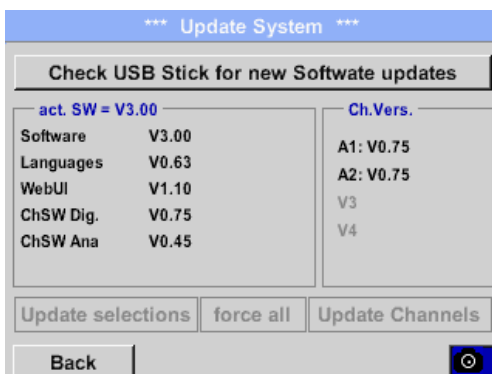 *** Update System ***
Check USB Stick for new Softwate updates
act. SW = V3.00
Software V3.00
Languages V0.63
WebUI V1.10
ChSW Dig. V0.75
ChSW Ana V0.45
Ch.Vers.
A1: V0.75
A2: V0.75
V3
V4
Update selections
force all
Update Channels
Back